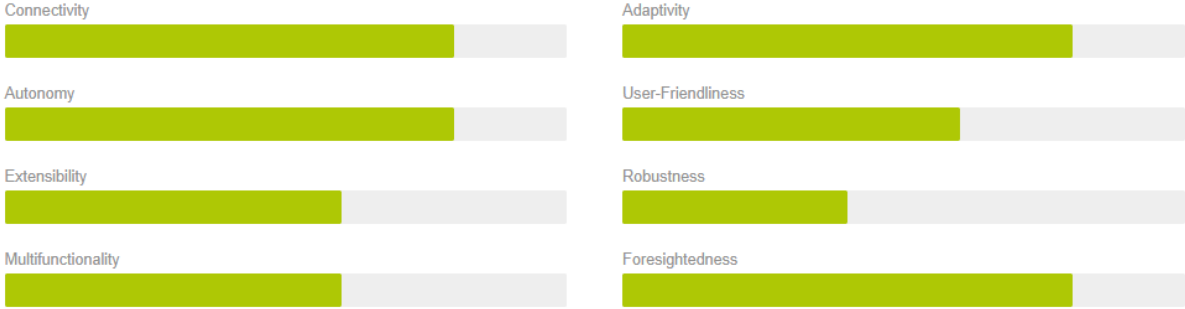 Connectivity
Adaptivity
Autonomy
User-Friendliness
Extensibility
Robustness
Multifunctionality
Foresightedness